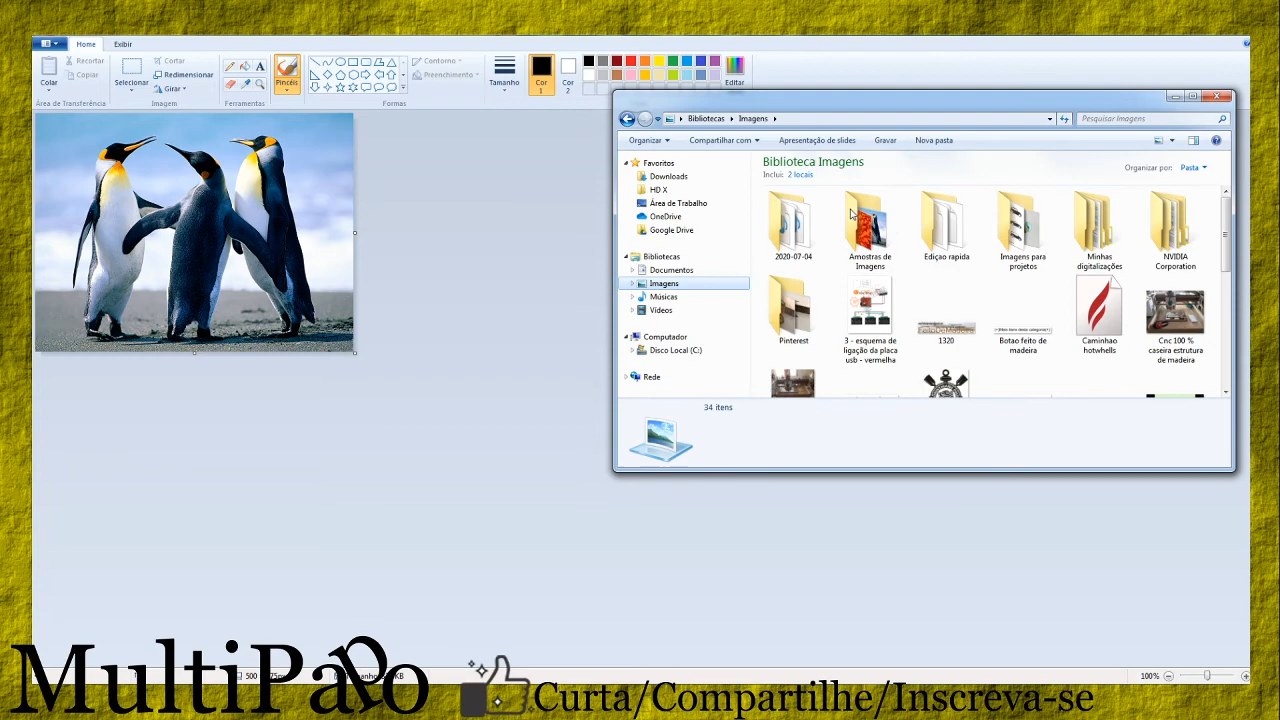 Home Exibir
Colar
Recortar
Copiar
Área de Transferência
Selecionar
Cortar
Redimensionar
Girar
Imagem
Ferramentas
Pincéis
Formas
Contorno
Preenchimento
Tamanho
Cor
1
Cor
2
Editar
Bibliotecas Imagens
Pesquisar Imagens
Organizar Compartilhar com Apresentação de slides Gravar Nova pasta
Favoritos
Downloads
HD X
Área de Trabalho
OneDrive
Google Drive
Bibliotecas
Documentos
Imagens
Músicas
Vídeos
Computador
Disco Local (C:)
Rede
Biblioteca Imagens
Inclui: 2 locais
Organizar por: Pasta
2020-07-04
Amostras de
Imagens
Ediçao rapida
Imagens para
projetos
Minhas
digitalizações
NVIDIA
Corporation
Pinterest
3 - esquema de
ligação da placa
usb - vermelha
1320
Botao feito de
madeira
Caminhao
hotwhells
Cnc 100 %
caseira estrutura
de madeira
34 itens
100%
MultiPaPo
Curta/Compartilhe/Inscreva-se